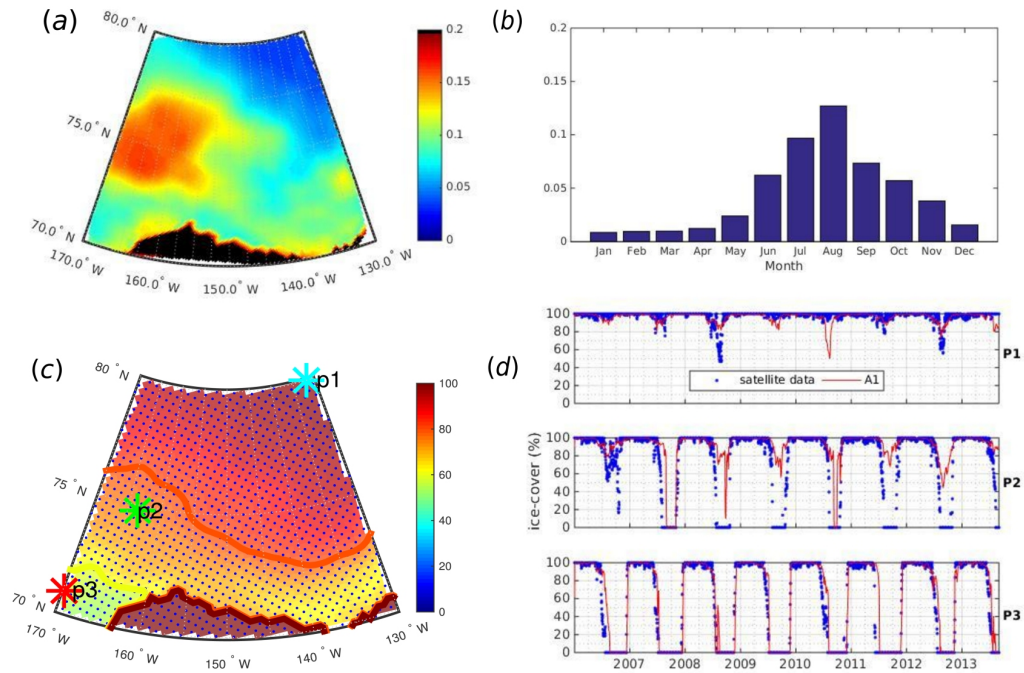 (a)
80.0° N
75.0° N
70.0° N
170.0° W
160.0° W
150.0° W
140.0° W
130.0° W
0.2
0.15
0.1
0.05
0
(b)
0.2
0.15
0.1
0.05
0
Jan Feb Mar Apr May Jun Jul Aug Sep Oct Nov Dec
Month
(c)
80 °N
75 °N
70 °N
170 °W
160 °W
150 °W
140 °W
130 °W
p1
p2
p3
100
80
60
40
20
0
(d)
ice-cover (%)
100
80
60
40
20
0
satellite data A1
P1
100
80
60
40
20
0
P2
100
80
60
40
20
0
P3
2007 2008 2009 2010 2011 2012 2013